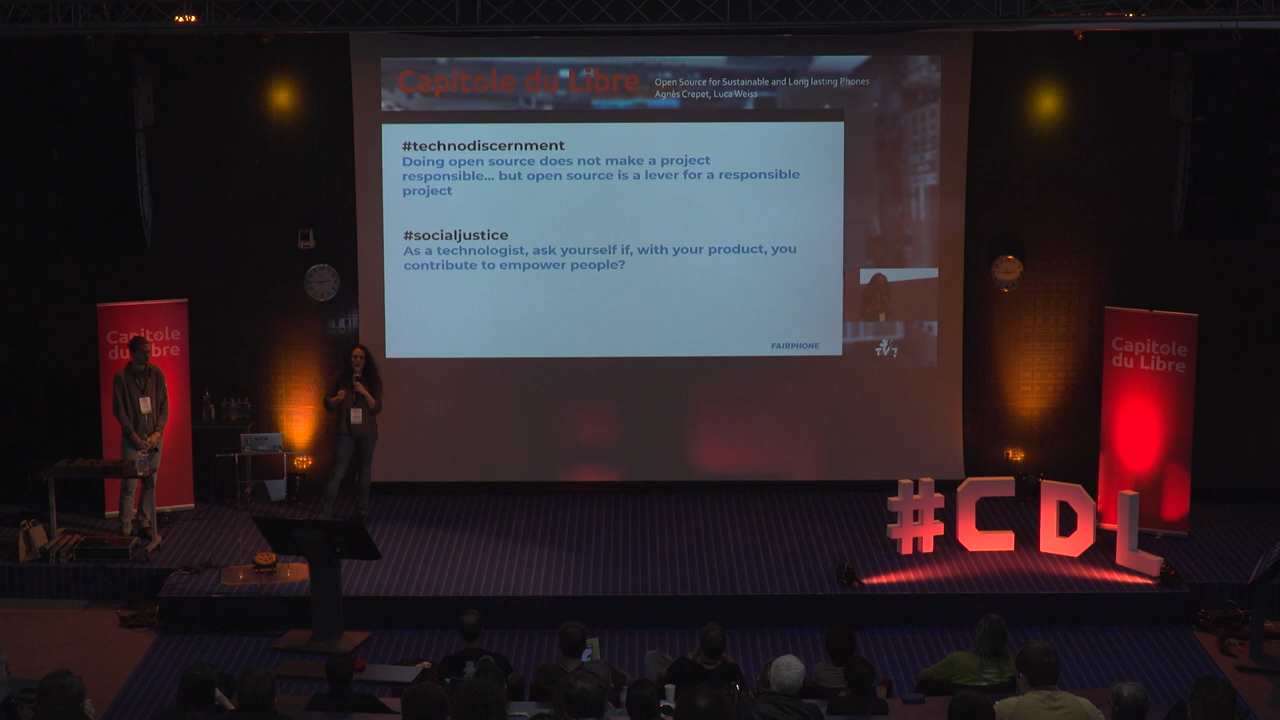 Capitole du Libre
Open Source for Sustainable and Long lasting Phones
Agnès Crepet, Luca Weiss
#technodiscernment
Doing open source does not make a project
responsible... but open source is a lever for a responsible
project
#socialjustice
As a technologist, ask yourself if, with your product, you
contribute to empower people?
FAIRPHONE
Capitole
du Libre
Capitole
du Libre
#CDL